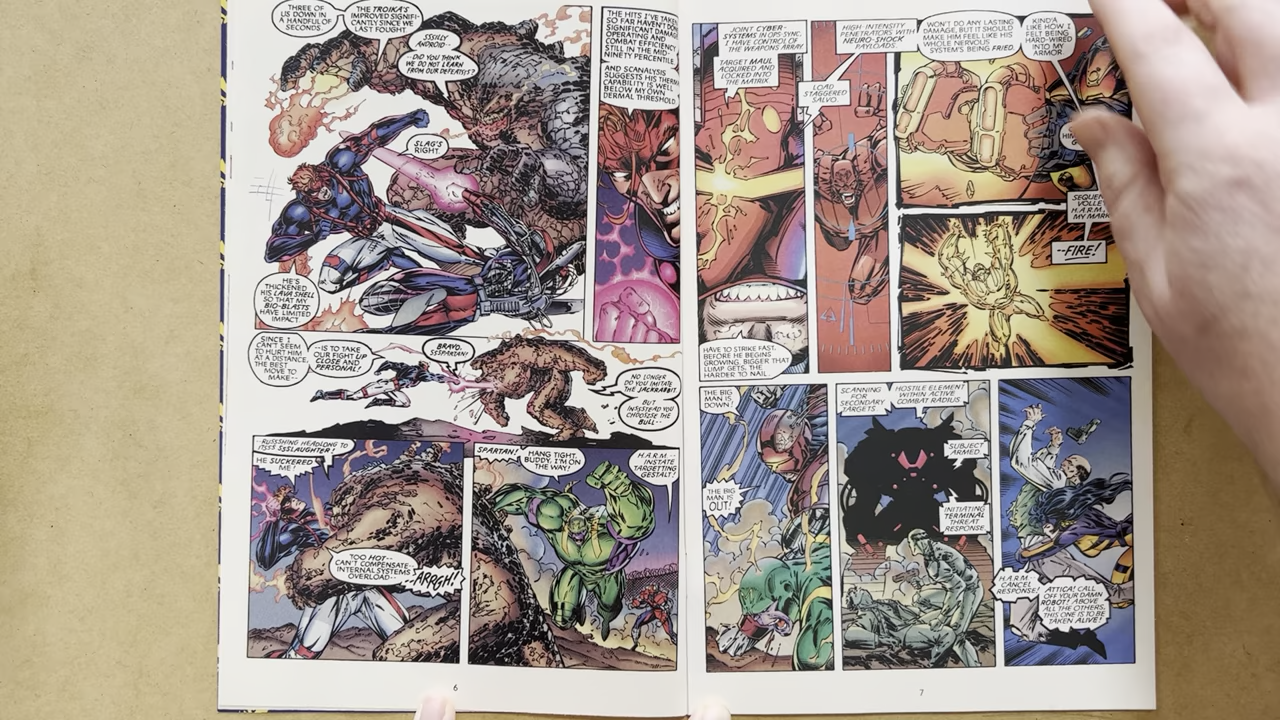 THREE OF
US DOWN IN
A HANDFUL OF
SECONDS.
THE TROIKA'S
IMPROVED SIGNIFI-
CANTLY SINCE WE
LAST FOUGHT.
SSSILLY
ANDROID--
--DID YOU THINK
WE DO NOT LEARN
FROM OUR DEFEATS?
SLAG'S
RIGHT.
HE'S
THICKENED
HIS LAVA SHELL
SO THAT MY
BIO-BLASTS
HAVE LIMITED
IMPACT.
THE HITS I'VE TAKEN
SO FAR HAVEN'T DONE
SIGNIFICANT DAMAGE.
OPERATING AND
COMBAT EFFICIENCY
STILL IN THE MID-
NINETY PERCENTILE.
AND SCANALYSIS
SUGGESTS HIS THERMAL
CAPABILITY IS WELL
BELOW MY OWN
DERMAL THRESHOLD.
SINCE I
CAN'T SEEM
TO HURT HIM
AT A DISTANCE,
THE BEST
MOVE TO
MAKE--
--IS TO TAKE
OUR FIGHT UP
CLOSE AND
PERSONAL!
BRAVO,
SSSPARTAN!
NO LONGER
DO YOU IMITATE
THE JACKRABBIT.
BUT
INSSSTEAD YOU
CHOOSSSE THE
BULL--
--RUSSSHING HEADLONG TO
ITSSS SSSLAUGHTER!
HE SUCKERED
ME!
TOO HOT--
CAN'T COMPENSATE--
INTERNAL SYSTEMS
OVERLOAD--
ARRGH!
SPARTAN!
HANG TIGHT,
BUDDY, I'M ON
THE WAY!
H.A.R.M.--
INSTATE
TARGETTING
GESTALT!
6
JOINT CYBER-
SYSTEMS IN OPS-SYNC.
I HAVE CONTROL OF
THE WEAPONS ARRAY.
TARGET MAUL
ACQUIRED AND
LOCKED INTO
THE MATRIX.
HAVE TO STRIKE FAST,
BEFORE HE BEGINS
GROWING. BIGGER THAT
LUMP GETS, THE
HARDER TO NAIL.
HIGH-INTENSITY
PENETRATORS WITH
NEURO-SHOCK
PAYLOADS.
LOAD
STAGGERED
SALVO.
WON'T DO ANY LASTING
DAMAGE, BUT IT SHOULD
MAKE HIM FEEL LIKE HIS
WHOLE NERVOUS
SYSTEM'S BEING FRIED.
KINDA
LIKE HOW I
FELT BEING
HARD-WIRED
INTO MY
ARMOR.
H.A.R.M.
MY MARK
--FIRE!
THE BIG
MAN IS
DOWN!
THE BIG
MAN IS
OUT!
SCANNING
FOR
SECONDARY
TARGETS.
HOSTILE ELEMENT
WITHIN ACTIVE
COMBAT RADIUS.
SUBJECT
ARMED.
INITIATING
TERMINAL
THREAT
RESPONSE.
H.A.R.M.--
CANCEL
RESPONSE!
ATTICA! CALL
OFF YOUR DAMN
ROBOT! ABOVE
ALL THE OTHERS,
THIS ONE IS TO BE
TAKEN ALIVE!
7